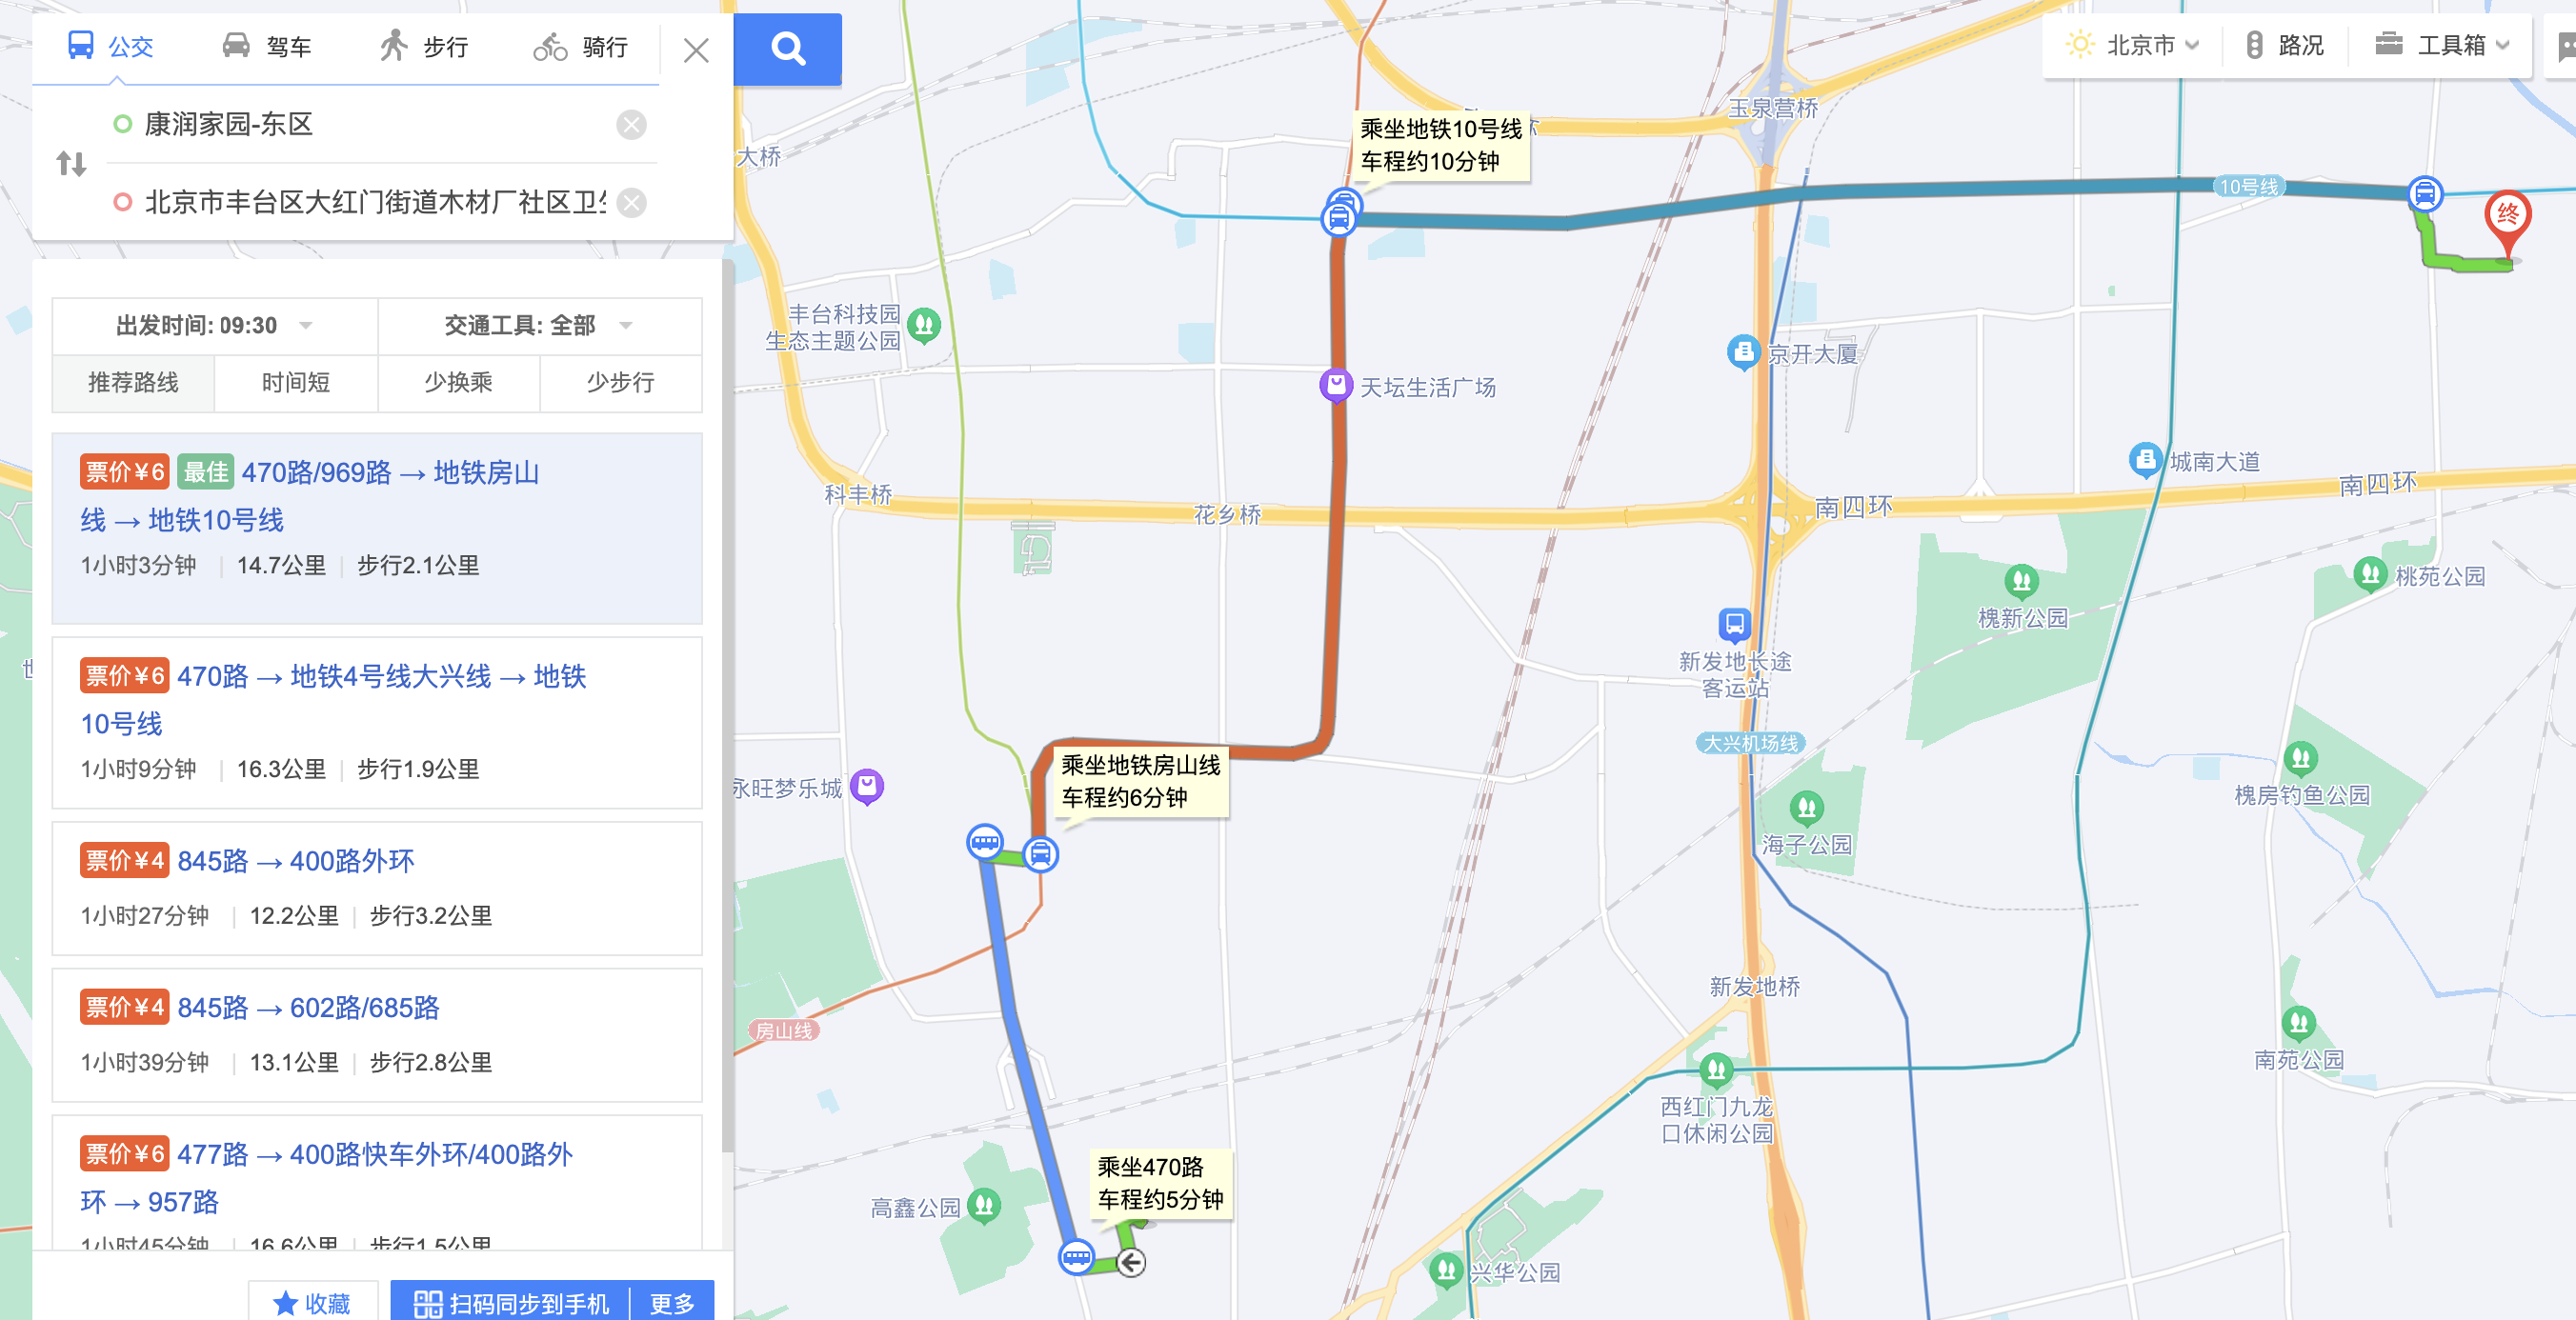 公交
驾车
步行
骑行
康润家园-东区
北京市丰台区大红门街道木材厂社区卫
出发时间: 09:30
交通工具: 全部
推荐路线
时间短
少换乘
少步行
票价¥6 最佳 470路/969路 → 地铁房山
线 → 地铁10号线
1小时3分钟 | 14.7公里 | 步行2.1公里
票价¥6 470路 → 地铁4号线大兴线 → 地铁
10号线
1小时9分钟 | 16.3公里 | 步行1.9公里
票价¥4 845路 → 400路外环
1小时27分钟 | 12.2公里 | 步行3.2公里
票价¥4 845路 → 602路/685路
1小时39分钟 | 13.1公里 | 步行2.8公里
票价¥6 477路 → 400路快车外环/400路外
环 → 957路
1小时45分钟 | 16.6公里 | 步行1.5公里
收藏
扫码同步到手机
更多
北京市
路况
工具箱
大桥
玉泉营桥
乘坐地铁10号线
车程约10分钟
10号线
终
丰台科技园
生态主题公园
天坛生活广场
京开大厦
城南大道
科丰桥
花乡桥
南四环
南四环
桃苑公园
槐新公园
新发地长途
客运站
大兴机场线
乘坐地铁房山线
车程约6分钟
永旺梦乐城
海子公园
槐房钓鱼公园
房山线
新发地桥
南苑公园
西红门九龙
口休闲公园
乘坐470路
车程约5分钟
高鑫公园
兴华公园